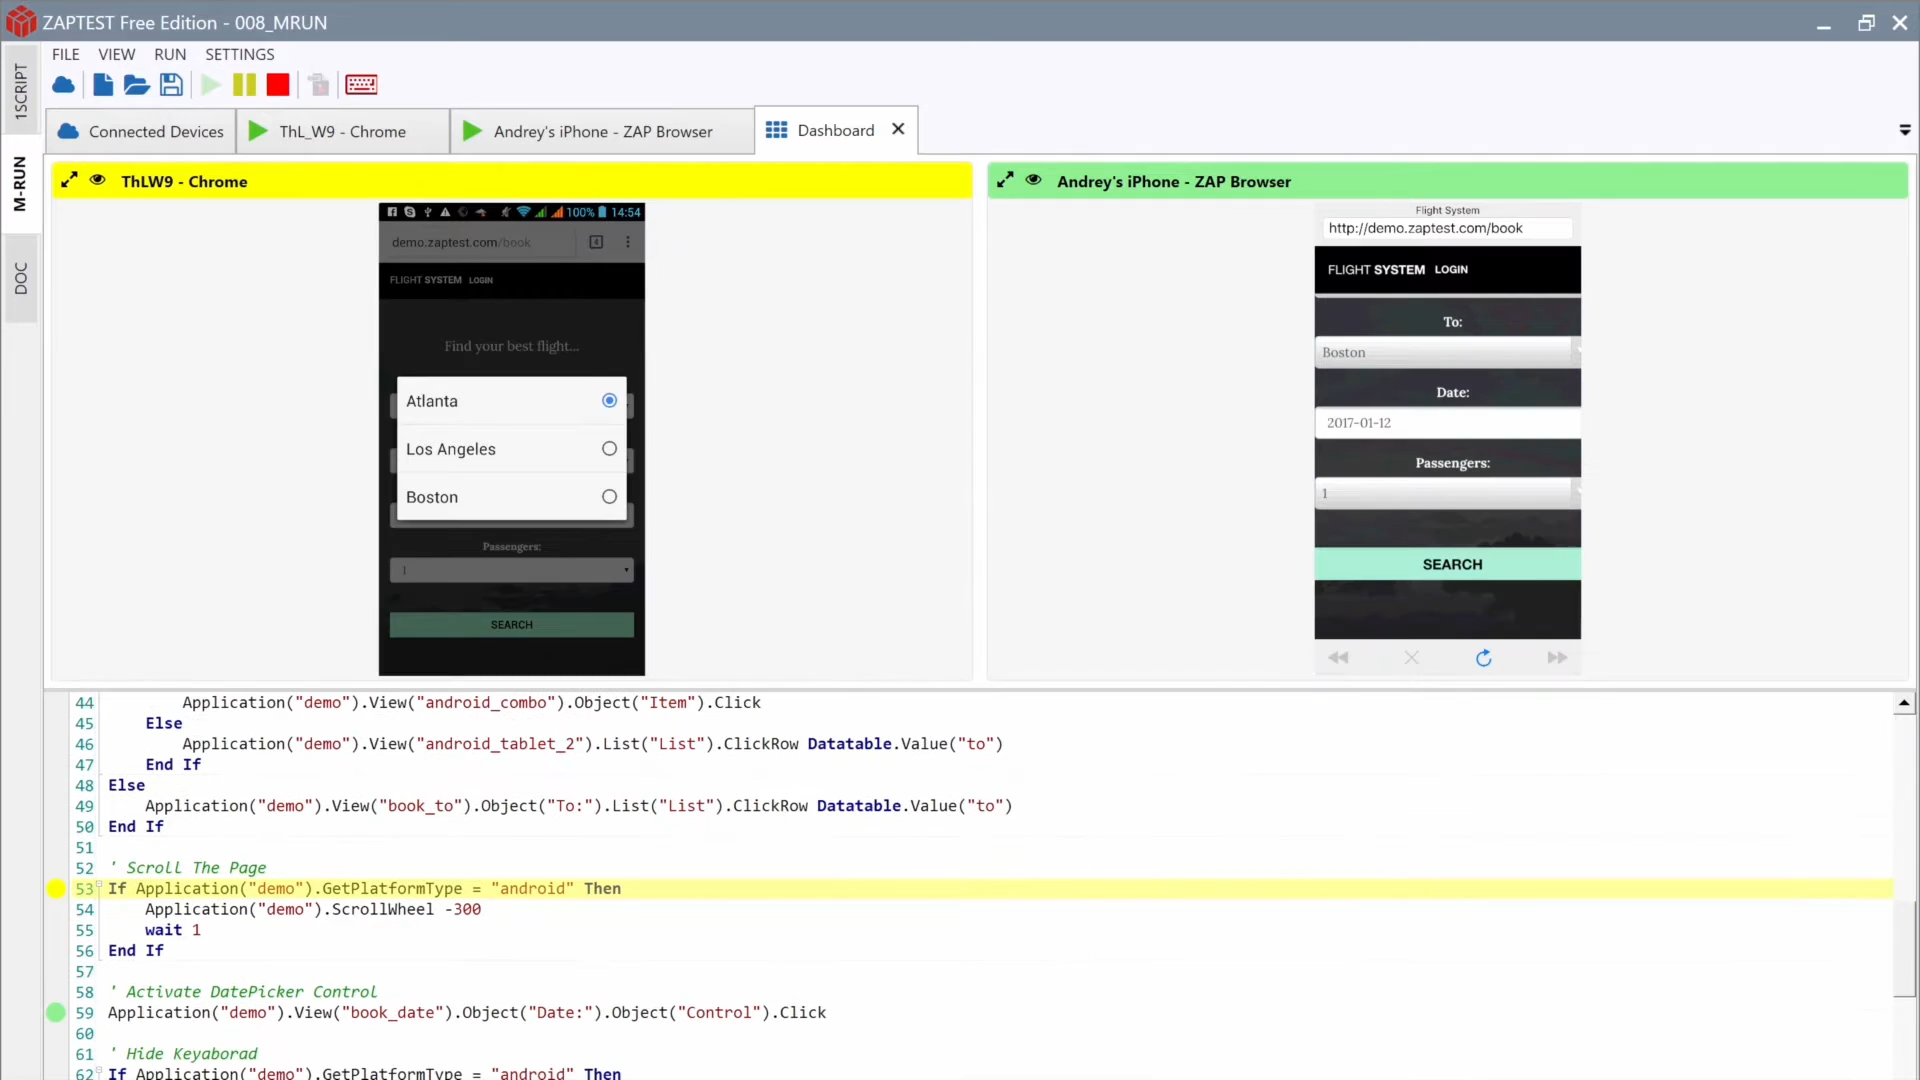 ZAPTEST Free Edition - 008_MRUN
FILE VIEW RUN SETTINGS
1SCRIPT
M-RUN
DOC
Connected Devices
ThL_W9 - Chrome
Andrey's iPhone - ZAP Browser
Dashboard
ThLW9 - Chrome
100% 14:54
demo.zaptest.com/book
FLIGHT SYSTEM LOGIN
Find your best flight...
Atlanta
Los Angeles
Boston
Passengers:
1
SEARCH
Andrey's iPhone - ZAP Browser
Flight System
http://demo.zaptest.com/book
FLIGHT SYSTEM LOGIN
To:
Boston
Date:
2017-01-12
Passengers:
1
SEARCH
44 Application("demo").View("android_combo").Object("Item").Click
45 Else
46 Application("demo").View("android_tablet_2").List("List").ClickRow Datatable.Value("to")
47 End If
48 Else
49 Application("demo").View("book_to").Object("To:").List("List").ClickRow Datatable.Value("to")
50 End If
51
52 ' Scroll The Page
53 If Application("demo").GetPlatformType = "android" Then
54 Application("demo").ScrollWheel -300
55 wait 1
56 End If
57
58 ' Activate DatePicker Control
59 Application("demo").View("book_date").Object("Date:").Object("Control").Click
60
61 ' Hide Keyaborad
62 If Application("demo").GetPlatformType = "android" Then